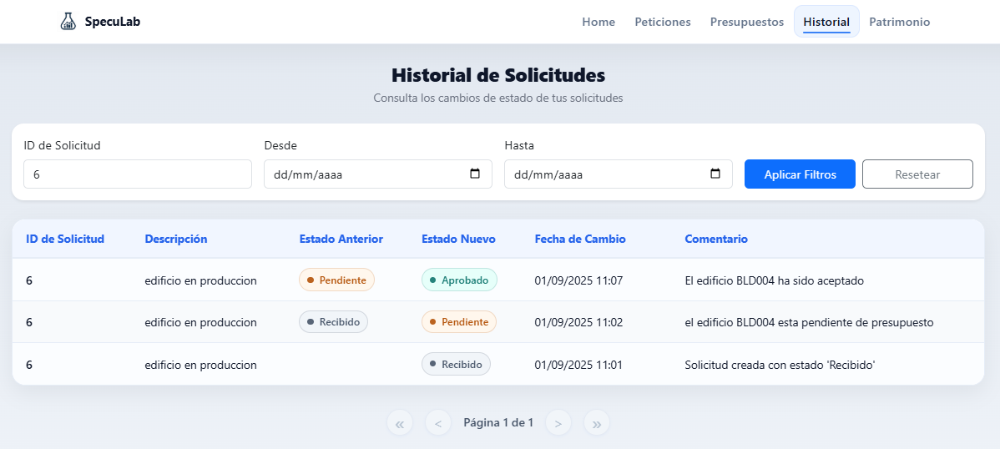 SpecuLab Home Peticiones Presupuestos Historial Patrimonio
Historial de Solicitudes
Consulta los cambios de estado de tus solicitudes
ID de Solicitud Desde Hasta
6 dd/mm/aaaa dd/mm/aaaa Aplicar Filtros Resetear
ID de Solicitud Descripción Estado Anterior Estado Nuevo Fecha de Cambio Comentario
6 edificio en produccion Pendiente Aprobado 01/09/2025 11:07 El edificio BLD004 ha sido aceptado
6 edificio en produccion Recibido Pendiente 01/09/2025 11:02 el edificio BLD004 esta pendiente de presupuesto
6 edificio en produccion Recibido 01/09/2025 11:01 Solicitud creada con estado 'Recibido'
« < Página 1 de 1 > »